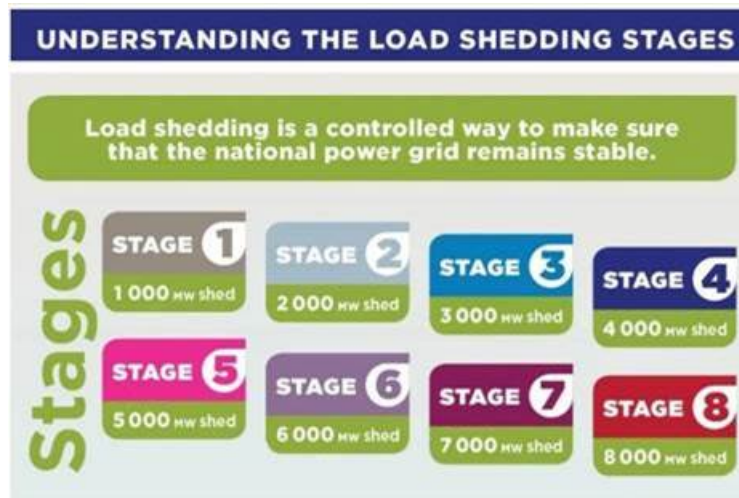 UNDERSTANDING THE LOAD SHEDDING STAGES
Load shedding is a controlled way to make sure
that the national power grid remains stable.
Stages
STAGE 1
1 000 MW shed
STAGE 2
2 000 MW shed
STAGE 3
3 000 MW shed
STAGE 4
4 000 MW shed
STAGE 5
5 000 MW shed
STAGE 6
6 000 MW shed
STAGE 7
7 000 MW shed
STAGE 8
8 000 MW shed